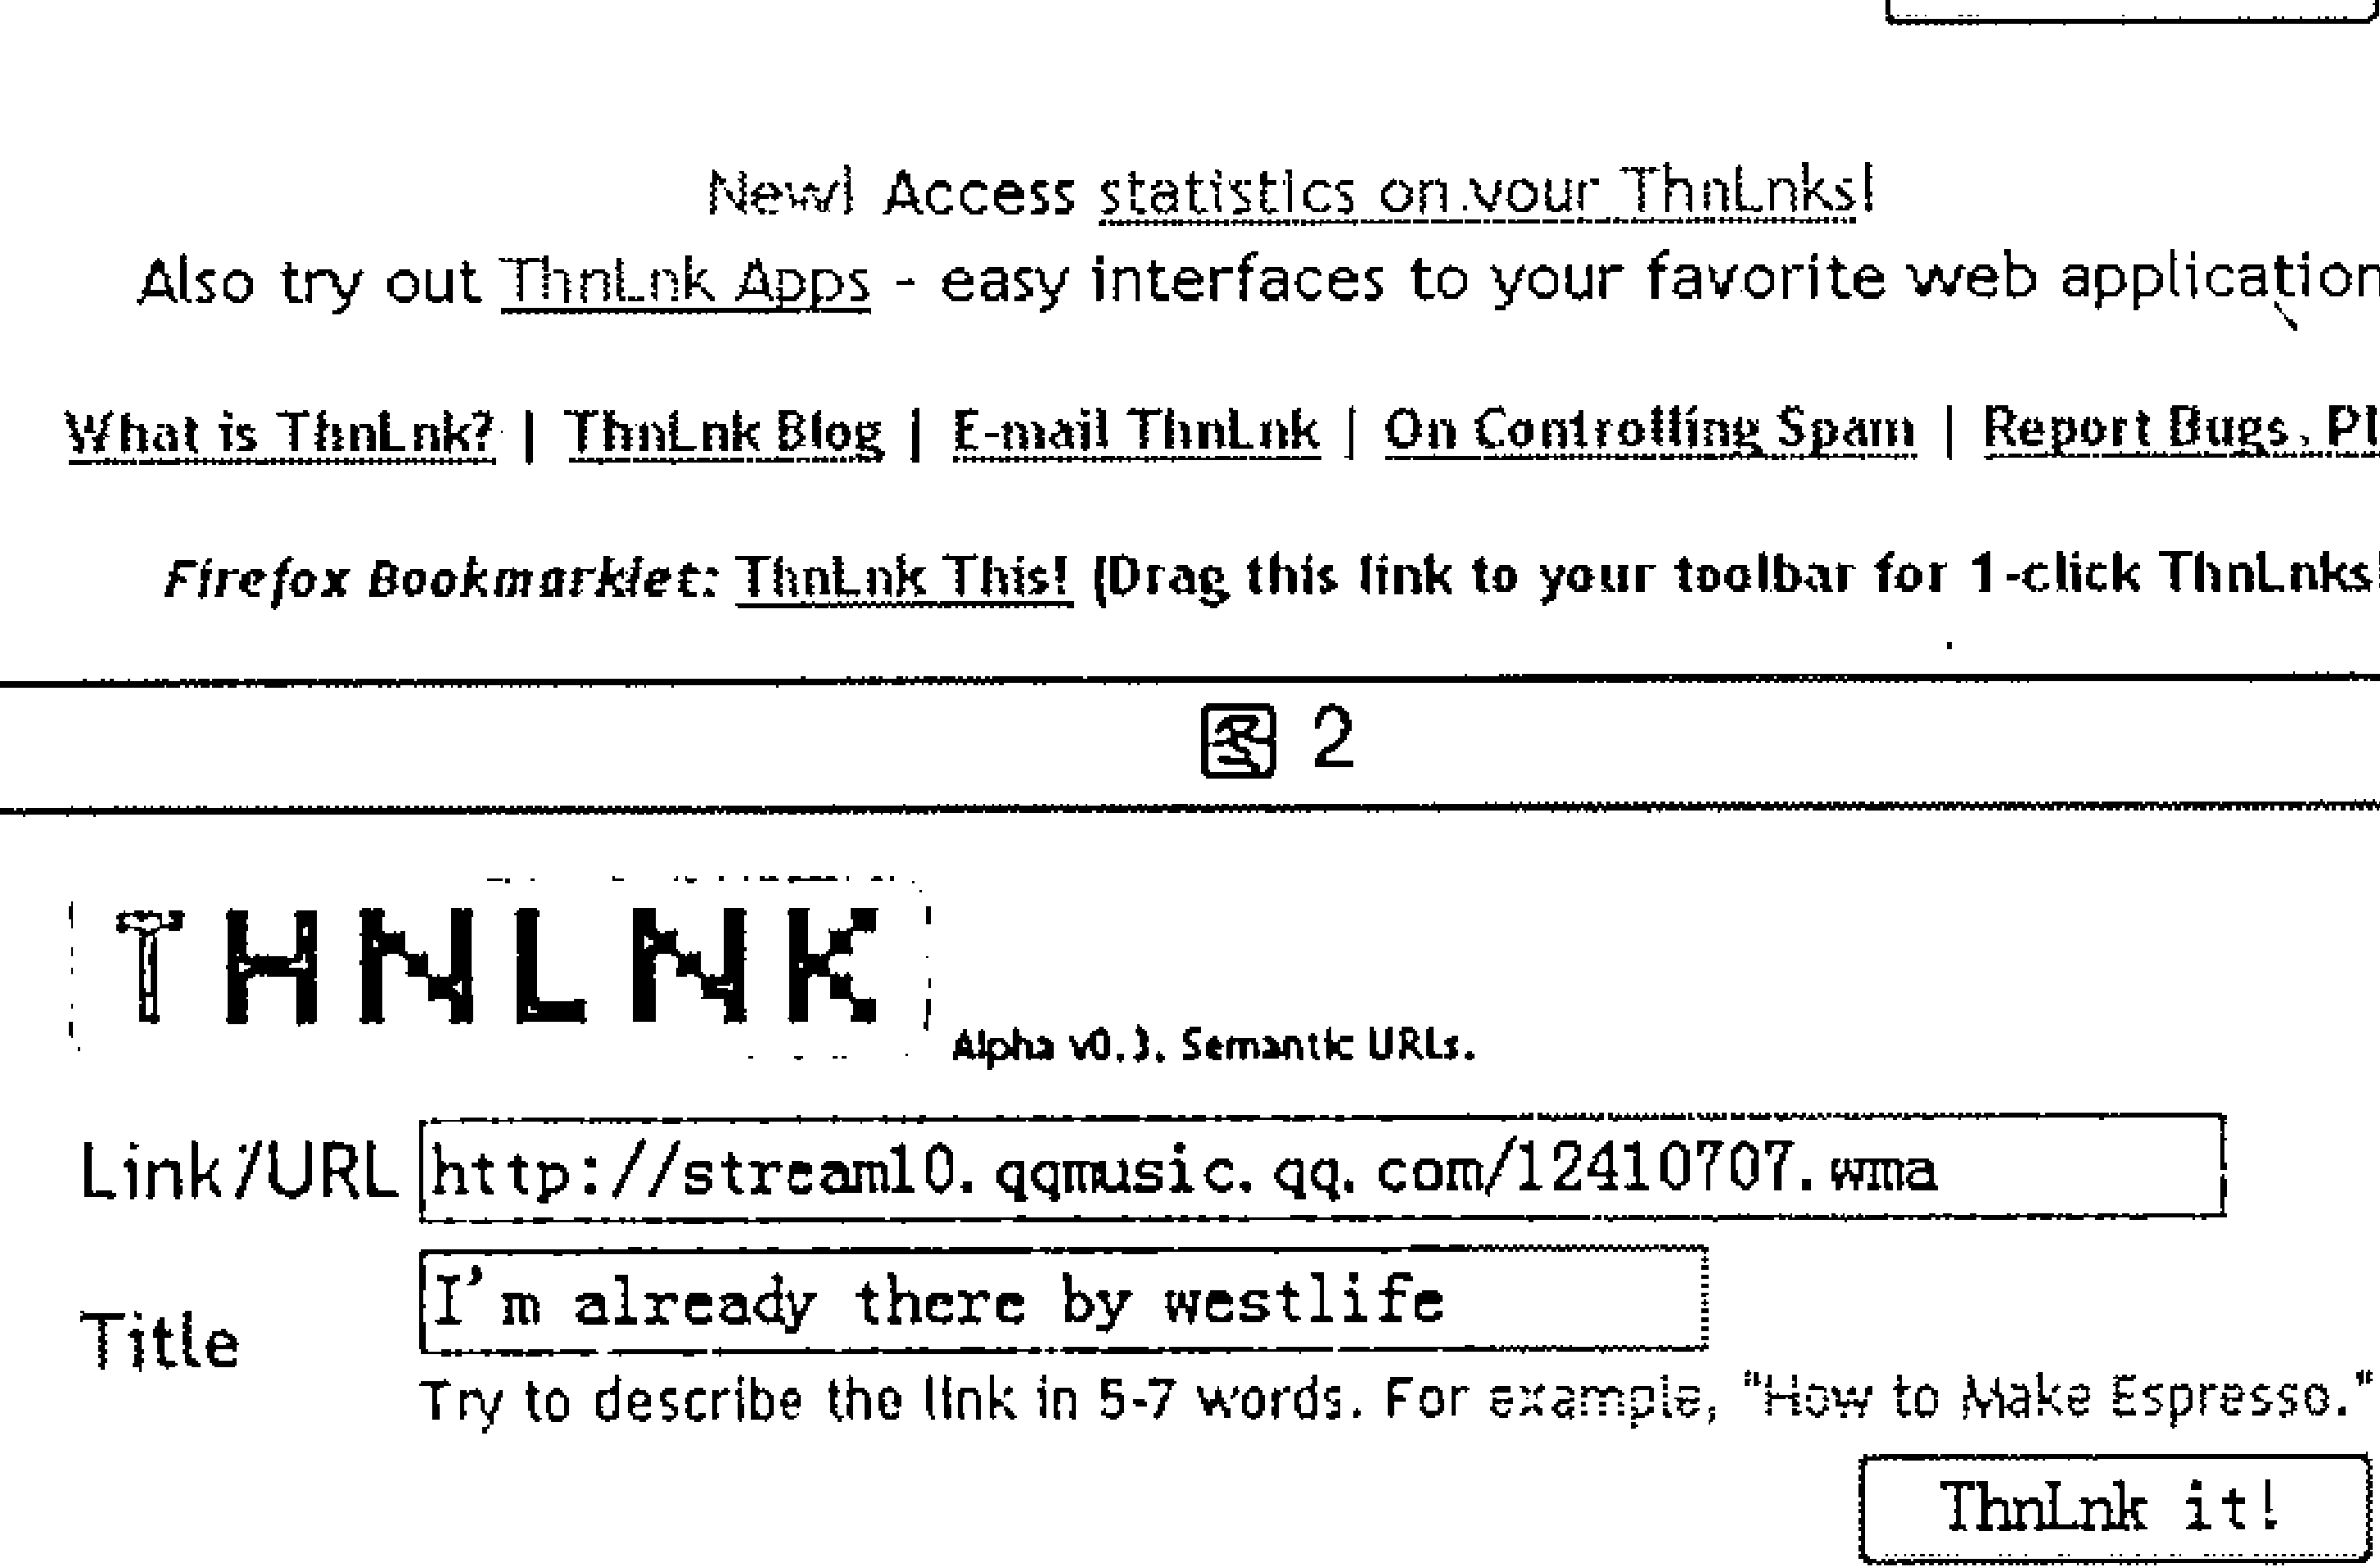 New! Access statistics on your ThnLnks!
Also try out ThnLnk Apps - easy interfaces to your favorite web application
What is ThnLnk? | ThnLnk Blog | E-mail ThnLnk | On Controlling Spam | Report Bugs, Pl
Firefox Bookmarklet: ThnLnk This! (Drag this link to your toolbar for 1-click ThnLnks!
图 2
THNLNK
Alpha v0.3. Semantic URLs.
Link/URL http://stream10.qqmusic.qq.com/12410707.wma
Title I'm already there by westlife
Try to describe the link in 5-7 words. For example, "How to Make Espresso."
ThnLnk it!